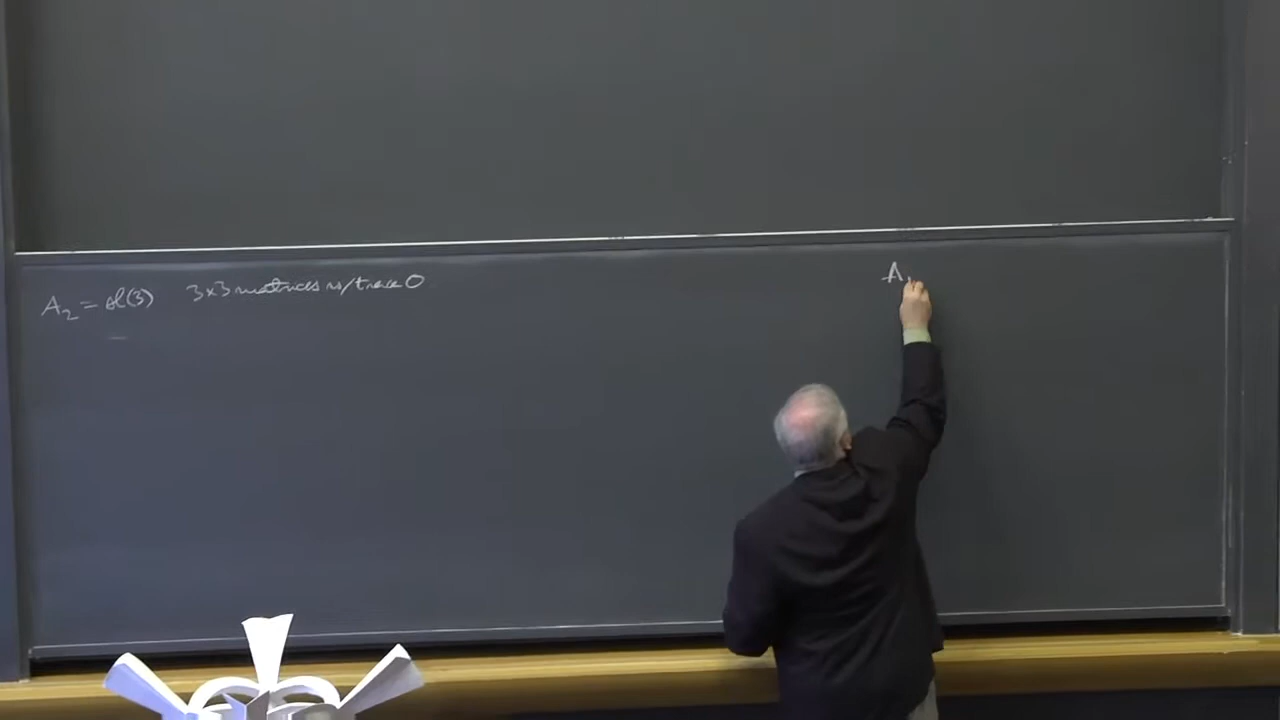 A₂ = sl(3) 3x3 matrices w/trace 0
A